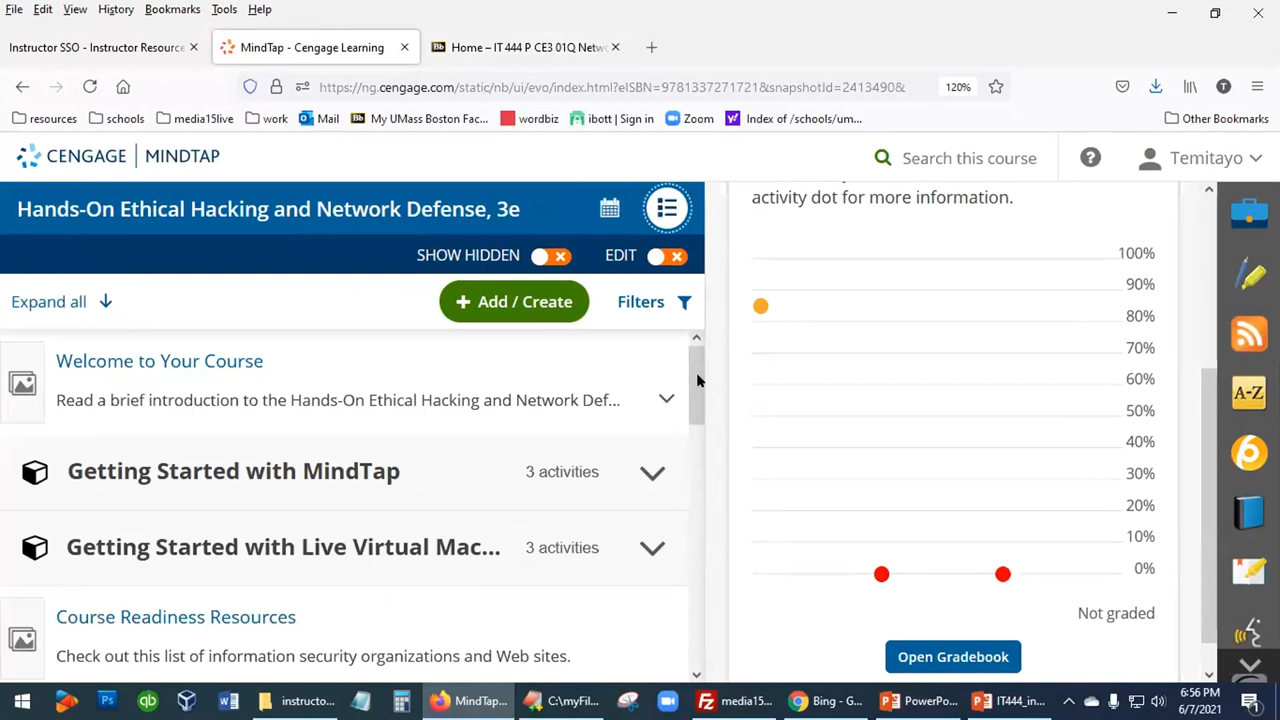 File Edit View History Bookmarks Tools Help
Instructor SSO - Instructor Resource
MindTap - Cengage Learning
Home – IT 444 P CE3 01Q Netw
https://ng.cengage.com/static/nb/ui/evo/index.html?eISBN=9781337271721&snapshotId=2413490&
120%
resources schools media15live work Mail My UMass Boston Fac... wordbiz ibott | Sign in Zoom Index of /schools/um... Other Bookmarks
CENGAGE | MINDTAP
Search this course
Temitayo
Hands-On Ethical Hacking and Network Defense, 3e
SHOW HIDDEN EDIT
Expand all
+ Add / Create
Filters
Welcome to Your Course
Read a brief introduction to the Hands-On Ethical Hacking and Network Def...
Getting Started with MindTap 3 activities
Getting Started with Live Virtual Mac... 3 activities
Course Readiness Resources
Check out this list of information security organizations and Web sites.
activity dot for more information.
100%
90%
80%
70%
60%
50%
40%
30%
20%
10%
0%
Not graded
Open Gradebook
A-Z
instructo...
MindTap...
C:\myFil...
media15...
Bing - G...
PowerPo...
IT444_in...
6:56 PM
6/7/2021